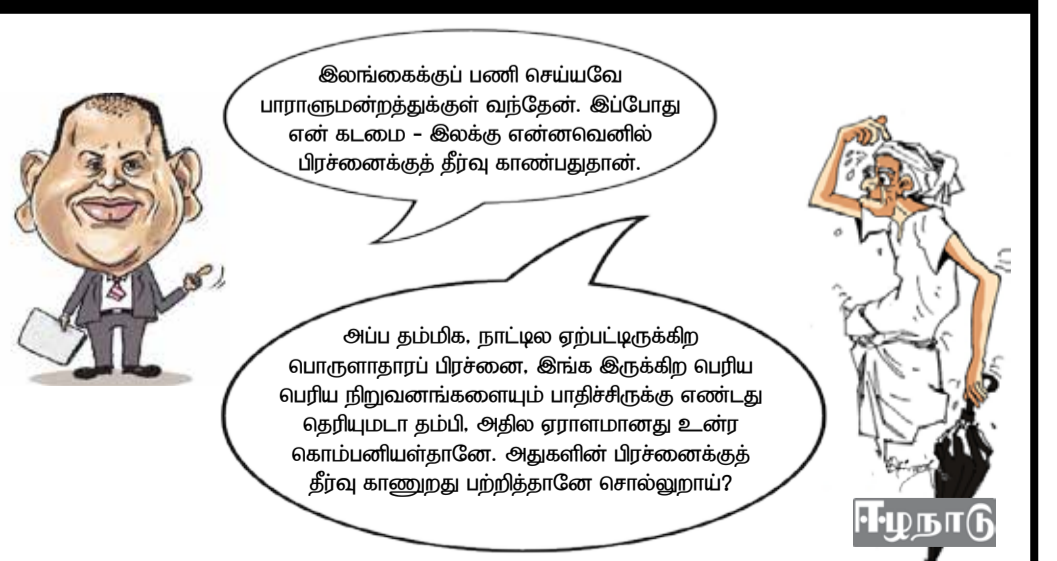 இலங்கைக்குப் பணி செய்யவே
பாராளுமன்றத்துக்குள் வந்தேன். இப்போது
என் கடமை - இலக்கு என்னவெனில்
பிரச்னைக்குத் தீர்வு காண்பதுதான்.
அப்ப தம்மிக, நாட்டில ஏற்பட்டிருக்கிற
பொருளாதாரப் பிரச்னை, இங்க இருக்கிற பெரிய
பெரிய நிறுவனங்களையும் பாதிச்சிருக்கு எண்டது
தெரியுமடா தம்பி, அதில ஏராளமானது உன்ர
கொம்பனியள்தானே. அதுகளின் பிரச்னைக்குத்
தீர்வு காணுறது பற்றித்தானே சொல்லுறாய்?
ஈழநாடு